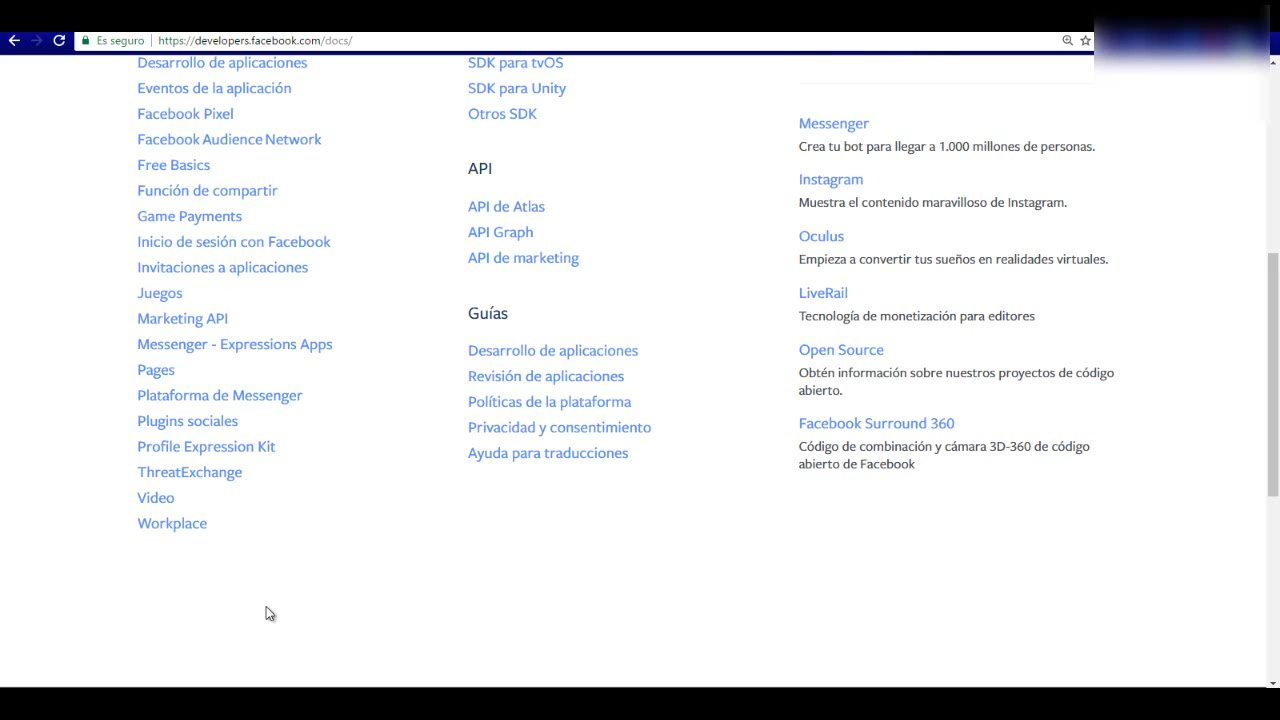 Es seguro
https://developers.facebook.com/docs/
Desarrollo de aplicaciones
Eventos de la aplicación
Facebook Pixel
Facebook Audience Network
Free Basics
Función de compartir
Game Payments
Inicio de sesión con Facebook
Invitaciones a aplicaciones
Juegos
Marketing API
Messenger - Expressions Apps
Pages
Plataforma de Messenger
Plugins sociales
Profile Expression Kit
ThreatExchange
Video
Workplace
SDK para tvOS
SDK para Unity
Otros SDK
API
API de Atlas
API Graph
API de marketing
Guías
Desarrollo de aplicaciones
Revisión de aplicaciones
Políticas de la plataforma
Privacidad y consentimiento
Ayuda para traducciones
Messenger
Crea tu bot para llegar a 1.000 millones de personas.
Instagram
Muestra el contenido maravilloso de Instagram.
Oculus
Empieza a convertir tus sueños en realidades virtuales.
LiveRail
Tecnología de monetización para editores
Open Source
Obtén información sobre nuestros proyectos de código
abierto.
Facebook Surround 360
Código de combinación y cámara 3D-360 de código
abierto de Facebook